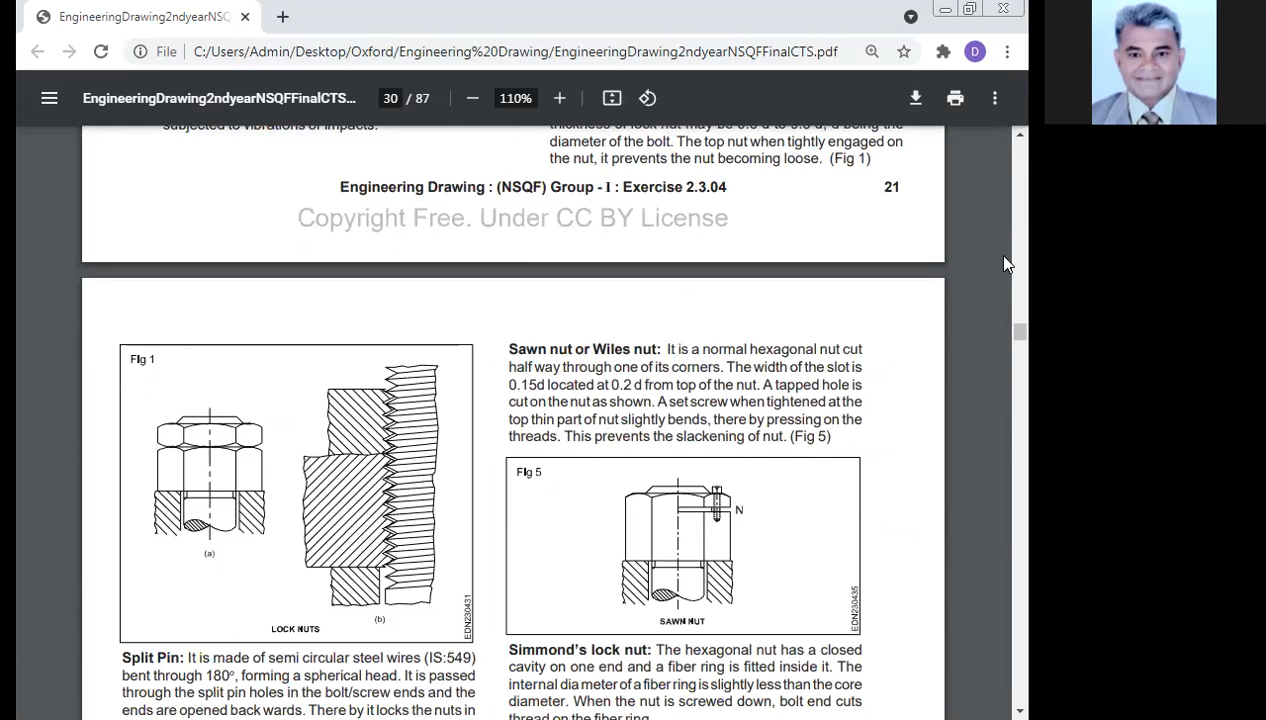 EngineeringDrawing2ndyearNSQ
File
C:/Users/Admin/Desktop/Oxford/Engineering%20Drawing/EngineeringDrawing2ndyearNSQFFinalCTS.pdf
D
EngineeringDrawing2ndyearNSQFFinalCTS...
30 / 87
110%
subjected to vibrations or impacts.
diameter of the bolt. The top nut when tightly engaged on
the nut, it prevents the nut becoming loose. (Fig 1)
Engineering Drawing : (NSQF) Group - I : Exercise 2.3.04
21
Copyright Free. Under CC BY License
Fig 1
(a)
(b)
LOCK NUTS
EDN230431
Split Pin: It is made of semi circular steel wires (IS:549)
bent through 180°, forming a spherical head. It is passed
through the split pin holes in the bolt/screw ends and the
ends are opened back wards. There by it locks the nuts in
Sawn nut or Wiles nut: It is a normal hexagonal nut cut
half way through one of its corners. The width of the slot is
0.15d located at 0.2 d from top of the nut. A tapped hole is
cut on the nut as shown. A set screw when tightened at the
top thin part of nut slightly bends, there by pressing on the
threads. This prevents the slackening of nut. (Fig 5)
Fig 5
N
SAWN NUT
EDN230435
Simmond's lock nut: The hexagonal nut has a closed
cavity on one end and a fiber ring is fitted inside it. The
internal dia meter of a fiber ring is slightly less than the core
diameter. When the nut is screwed down, bolt end cuts
thread on the fiber ring.